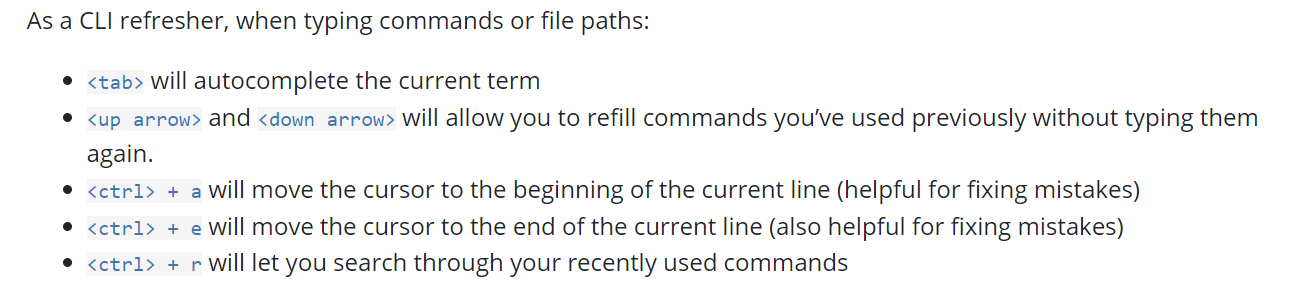 As a CLI refresher, when typing commands or file paths:
<tab> will autocomplete the current term
<up arrow> and <down arrow> will allow you to refill commands you’ve used previously without typing them
again.
<ctrl> + a will move the cursor to the beginning of the current line (helpful for fixing mistakes)
<ctrl> + e will move the cursor to the end of the current line (also helpful for fixing mistakes)
<ctrl> + r will let you search through your recently used commands